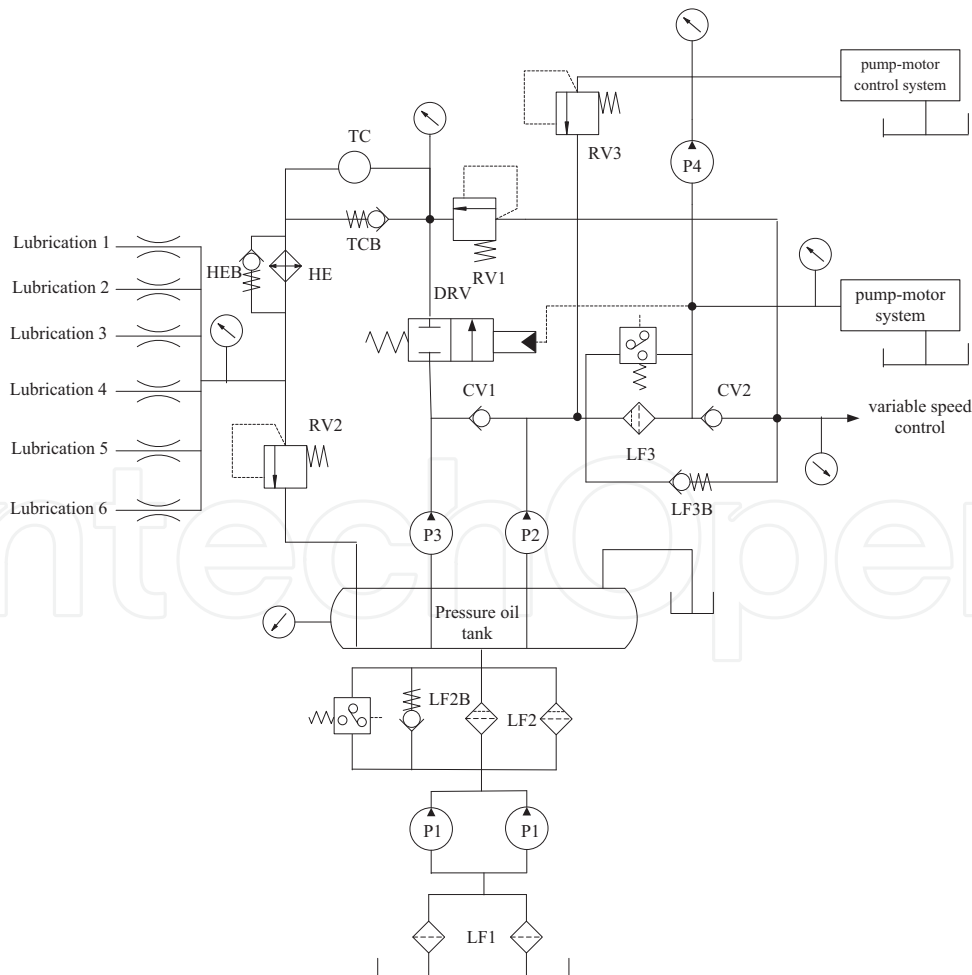 pump-motor
control system
TC
RV3
P4
Lubrication 1
TCB
RV1
HEB
HE
Lubrication 2
DRV
pump-motor
system
Lubrication 3
Lubrication 4
CV1
CV2
variable speed
control
RV2
Lubrication 5
LF3
Lubrication 6
LF3B
P3
P2
Pressure oil
tank
LF2B
LF2
P1
P1
LF1
ntechOpen